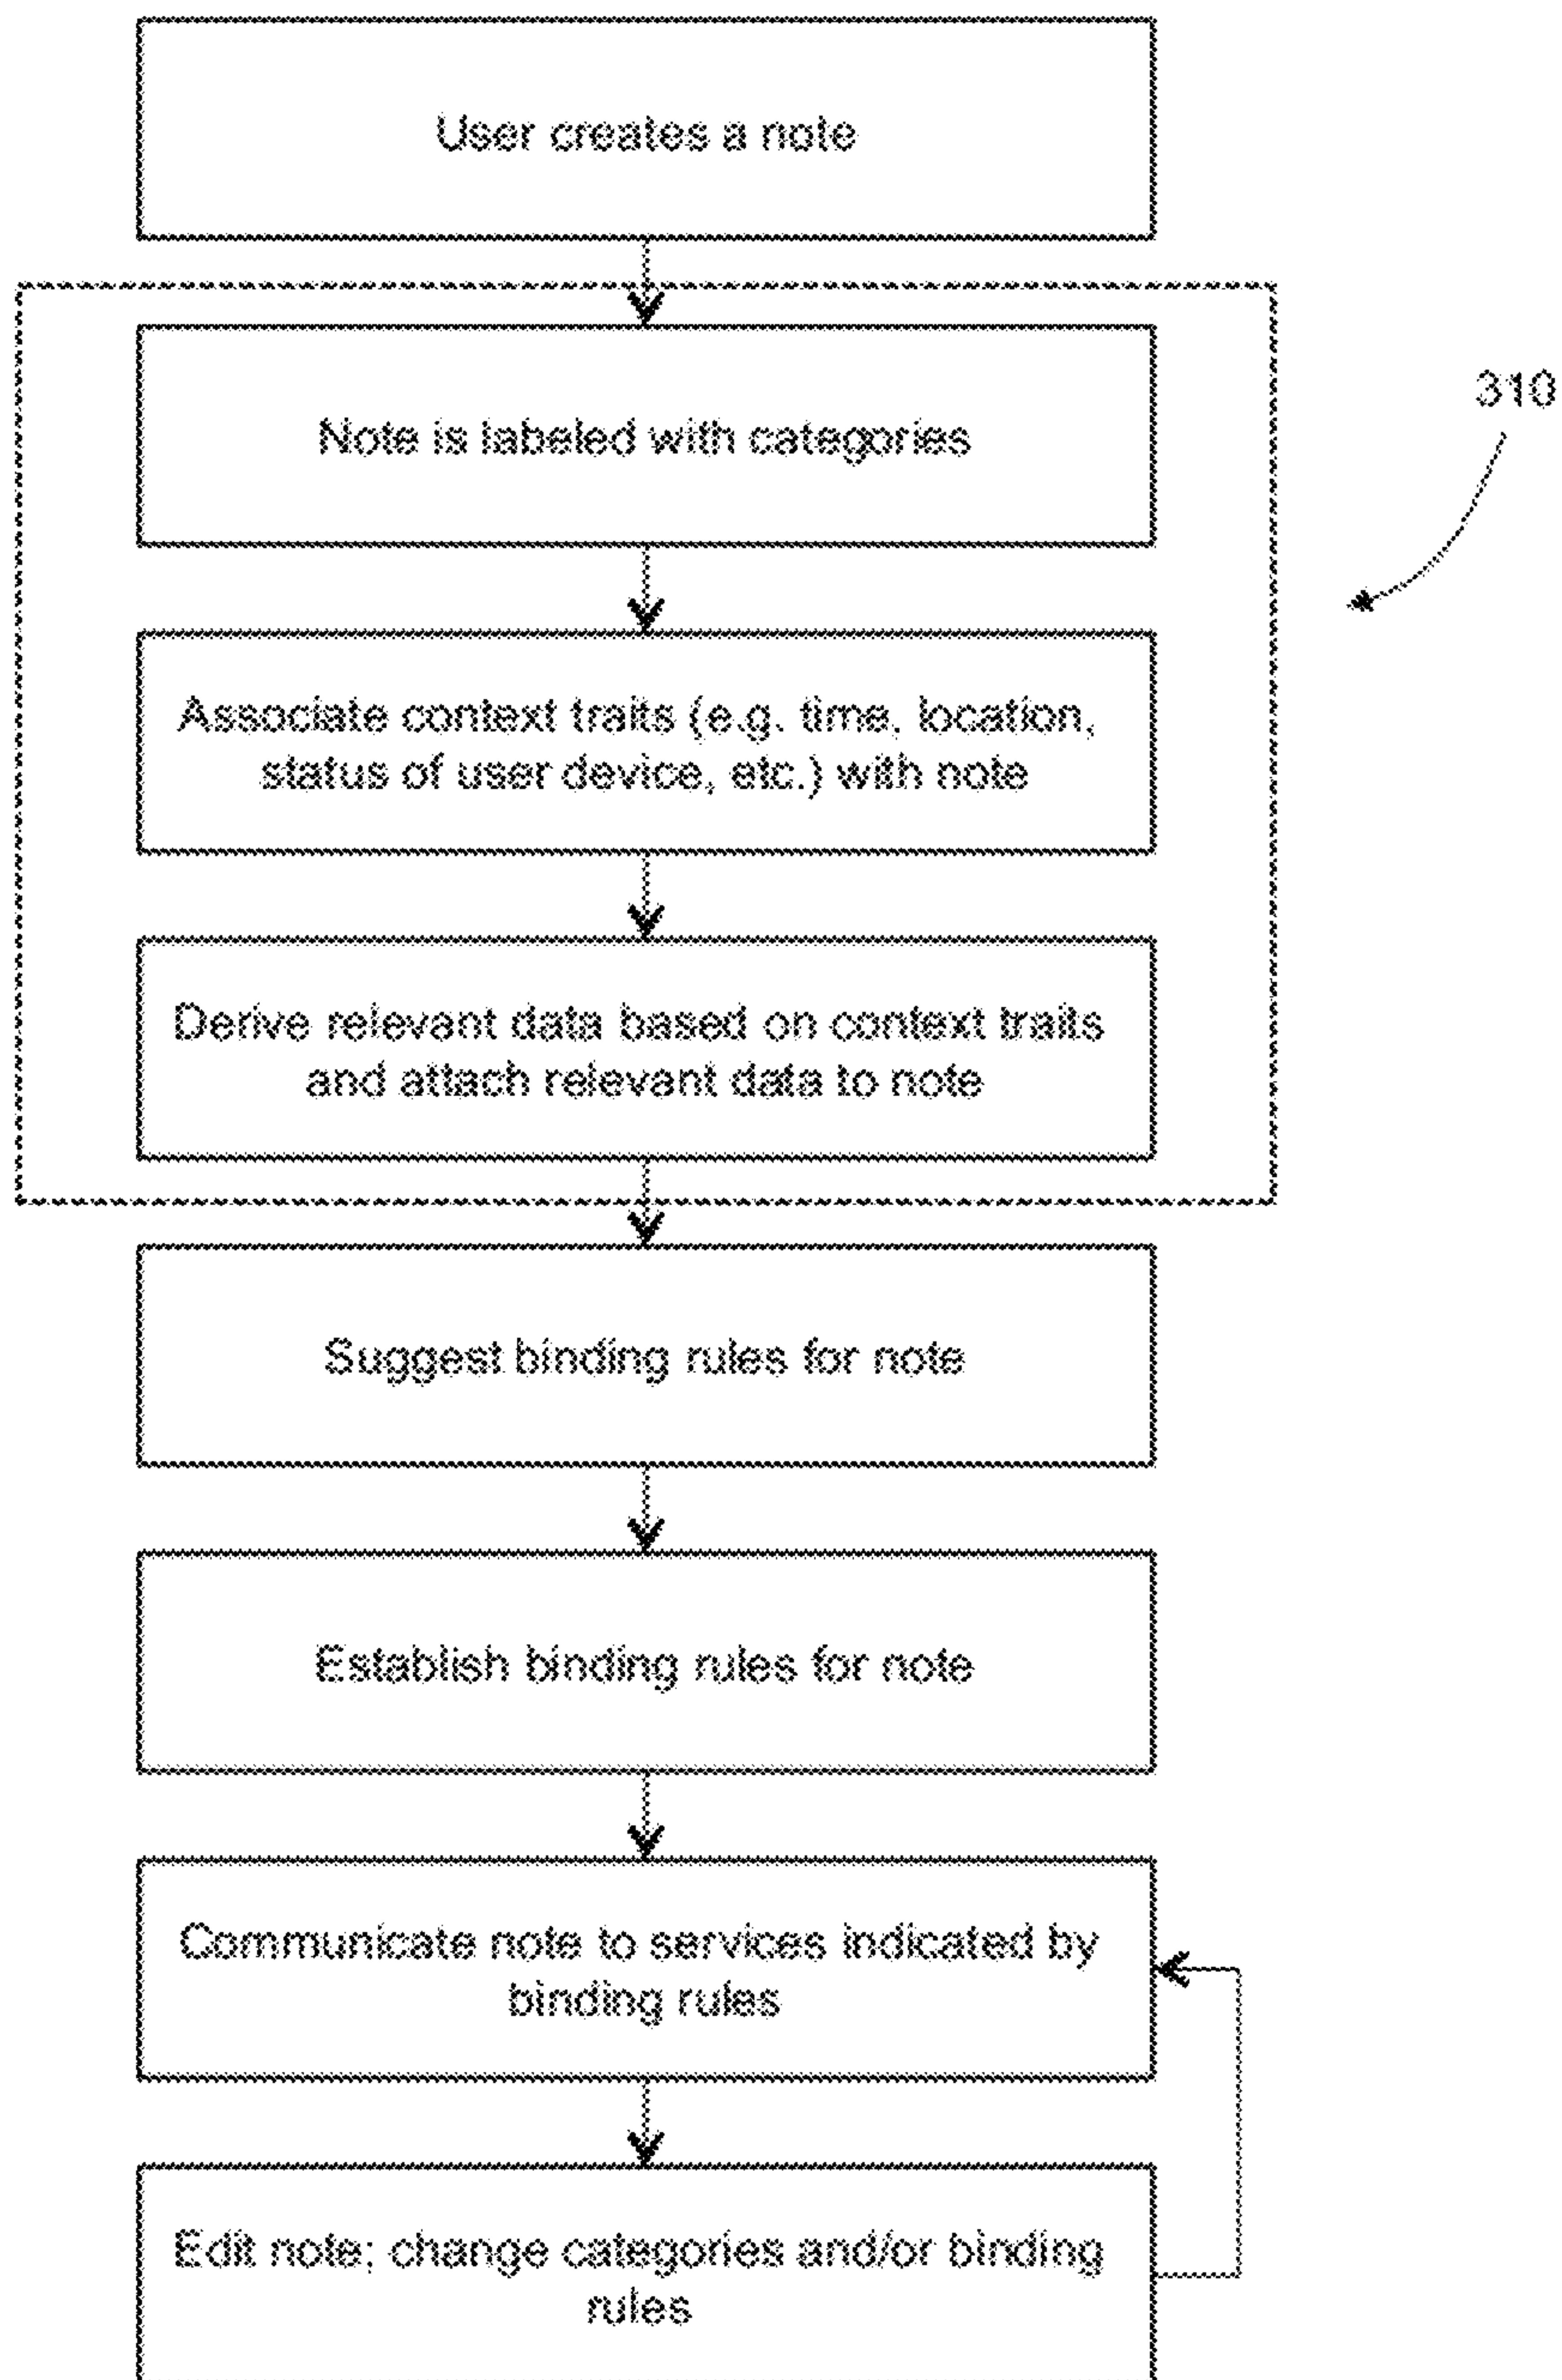 User creates a note
Note is labeled with categories
310
Associate context traits (e.g. time, location,
status of user device, etc.) with note
Derive relevant data based on context traits
and attach relevant data to note
Suggest binding rules for note
Establish binding rules for note
Communicate note to services indicated by
binding rules
Edit note; change categories and/or binding
rules